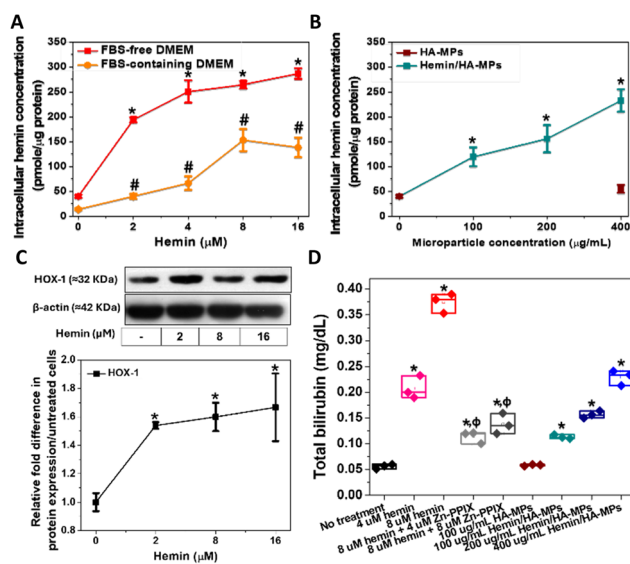 A
Intracellular hemin concentration
(pmole/μg protein)
350
300
250
200
150
100
50
0
FBS-free DMEM
FBS-containing DMEM
*
*
*
*
#
#
#
#
0
2
4
8
16
Hemin (μM)
B
Intracellular hemin concentration
(pmole/μg protein)
350
300
250
200
150
100
50
0
HA-MPs
Hemin/HA-MPs
*
*
*
0
100
200
400
Microparticle concentration (μg/mL)
C
HOX-1 (≈32 KDa)
β-actin (≈42 KDa)
Hemin (μM) - 2 8 16
Relative fold difference in
protein expression/untreated cells
2.0
1.8
1.6
1.4
1.2
1.0
0.8
HOX-1
*
*
*
0
2
8
16
Hemin (μM)
D
Total bilirubin (mg/dL)
0.40
0.35
0.30
0.25
0.20
0.15
0.10
0.05
0.00
*
*
*,ϕ
*,ϕ
*
*
*
No treatment
4 uM hemin
8 uM hemin
8 uM hemin + 4 uM Zn-PPIX
8 uM hemin + 8 uM Zn-PPIX
100 ug/mL HA-MPs
100 ug/mL Hemin/HA-MPs
200 ug/mL Hemin/HA-MPs
400 ug/mL Hemin/HA-MPs